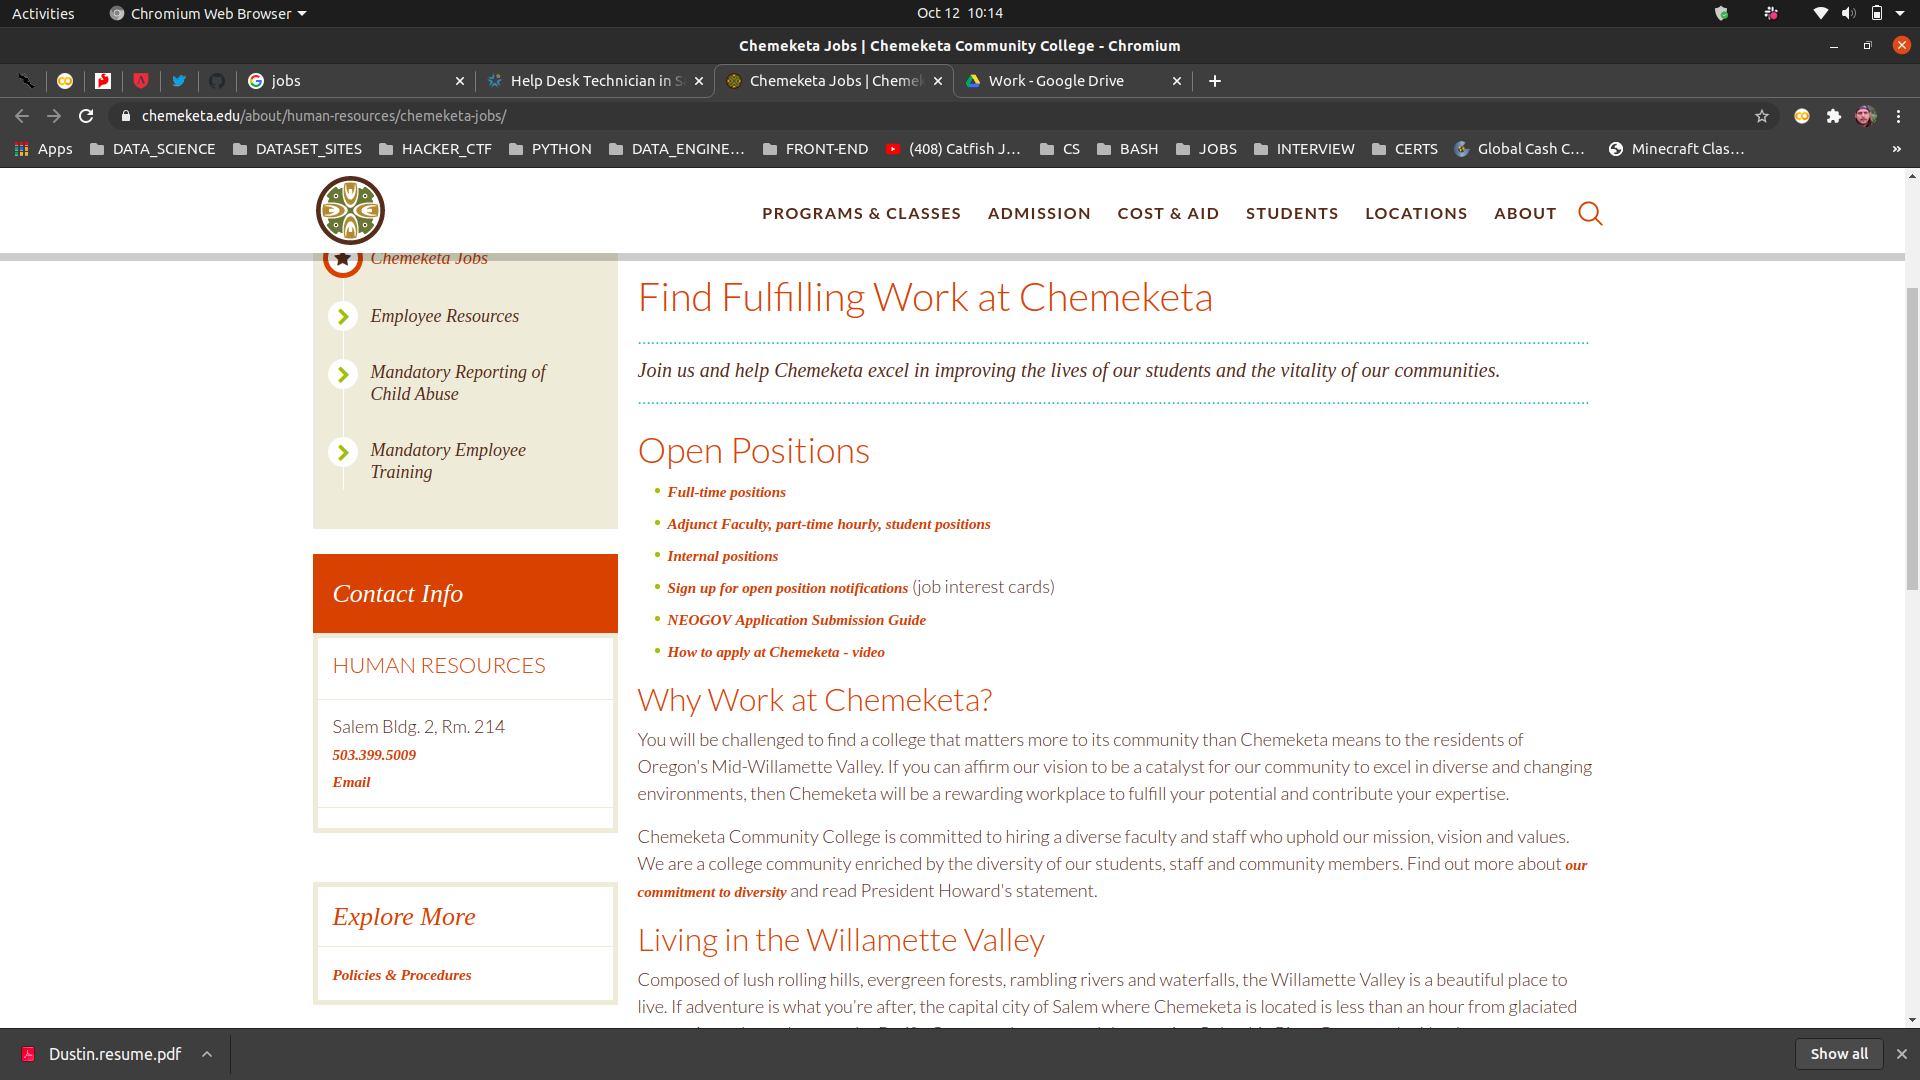 Activities
Chromium Web Browser
Oct 12 10:14
Chemeketa Jobs | Chemeketa Community College - Chromium
jobs
Help Desk Technician in S
Chemeketa Jobs | Chemek
Work - Google Drive
chemeketa.edu/about/human-resources/chemeketa-jobs/
Apps
DATA_SCIENCE
DATASET_SITES
HACKER_CTF
PYTHON
DATA_ENGINE...
FRONT-END
(408) Catfish J...
CS
BASH
JOBS
INTERVIEW
CERTS
Global Cash C...
Minecraft Clas...
»
PROGRAMS & CLASSES
ADMISSION
COST & AID
STUDENTS
LOCATIONS
ABOUT
Chemeketa Jobs
Employee Resources
Mandatory Reporting of
Child Abuse
Mandatory Employee
Training
Contact Info
HUMAN RESOURCES
Salem Bldg. 2, Rm. 214
503.399.5009
Email
Explore More
Policies & Procedures
Find Fulfilling Work at Chemeketa
Join us and help Chemeketa excel in improving the lives of our students and the vitality of our communities.
Open Positions
Full-time positions
Adjunct Faculty, part-time hourly, student positions
Internal positions
Sign up for open position notifications (job interest cards)
NEOGOV Application Submission Guide
How to apply at Chemeketa - video
Why Work at Chemeketa?
You will be challenged to find a college that matters more to its community than Chemeketa means to the residents of
Oregon's Mid-Willamette Valley. If you can affirm our vision to be a catalyst for our community to excel in diverse and changing
environments, then Chemeketa will be a rewarding workplace to fulfill your potential and contribute your expertise.
Chemeketa Community College is committed to hiring a diverse faculty and staff who uphold our mission, vision and values.
We are a college community enriched by the diversity of our students, staff and community members. Find out more about our
commitment to diversity and read President Howard's statement.
Living in the Willamette Valley
Composed of lush rolling hills, evergreen forests, rambling rivers and waterfalls, the Willamette Valley is a beautiful place to
live. If adventure is what you're after, the capital city of Salem where Chemeketa is located is less than an hour from glaciated
Dustin.resume.pdf
Show all